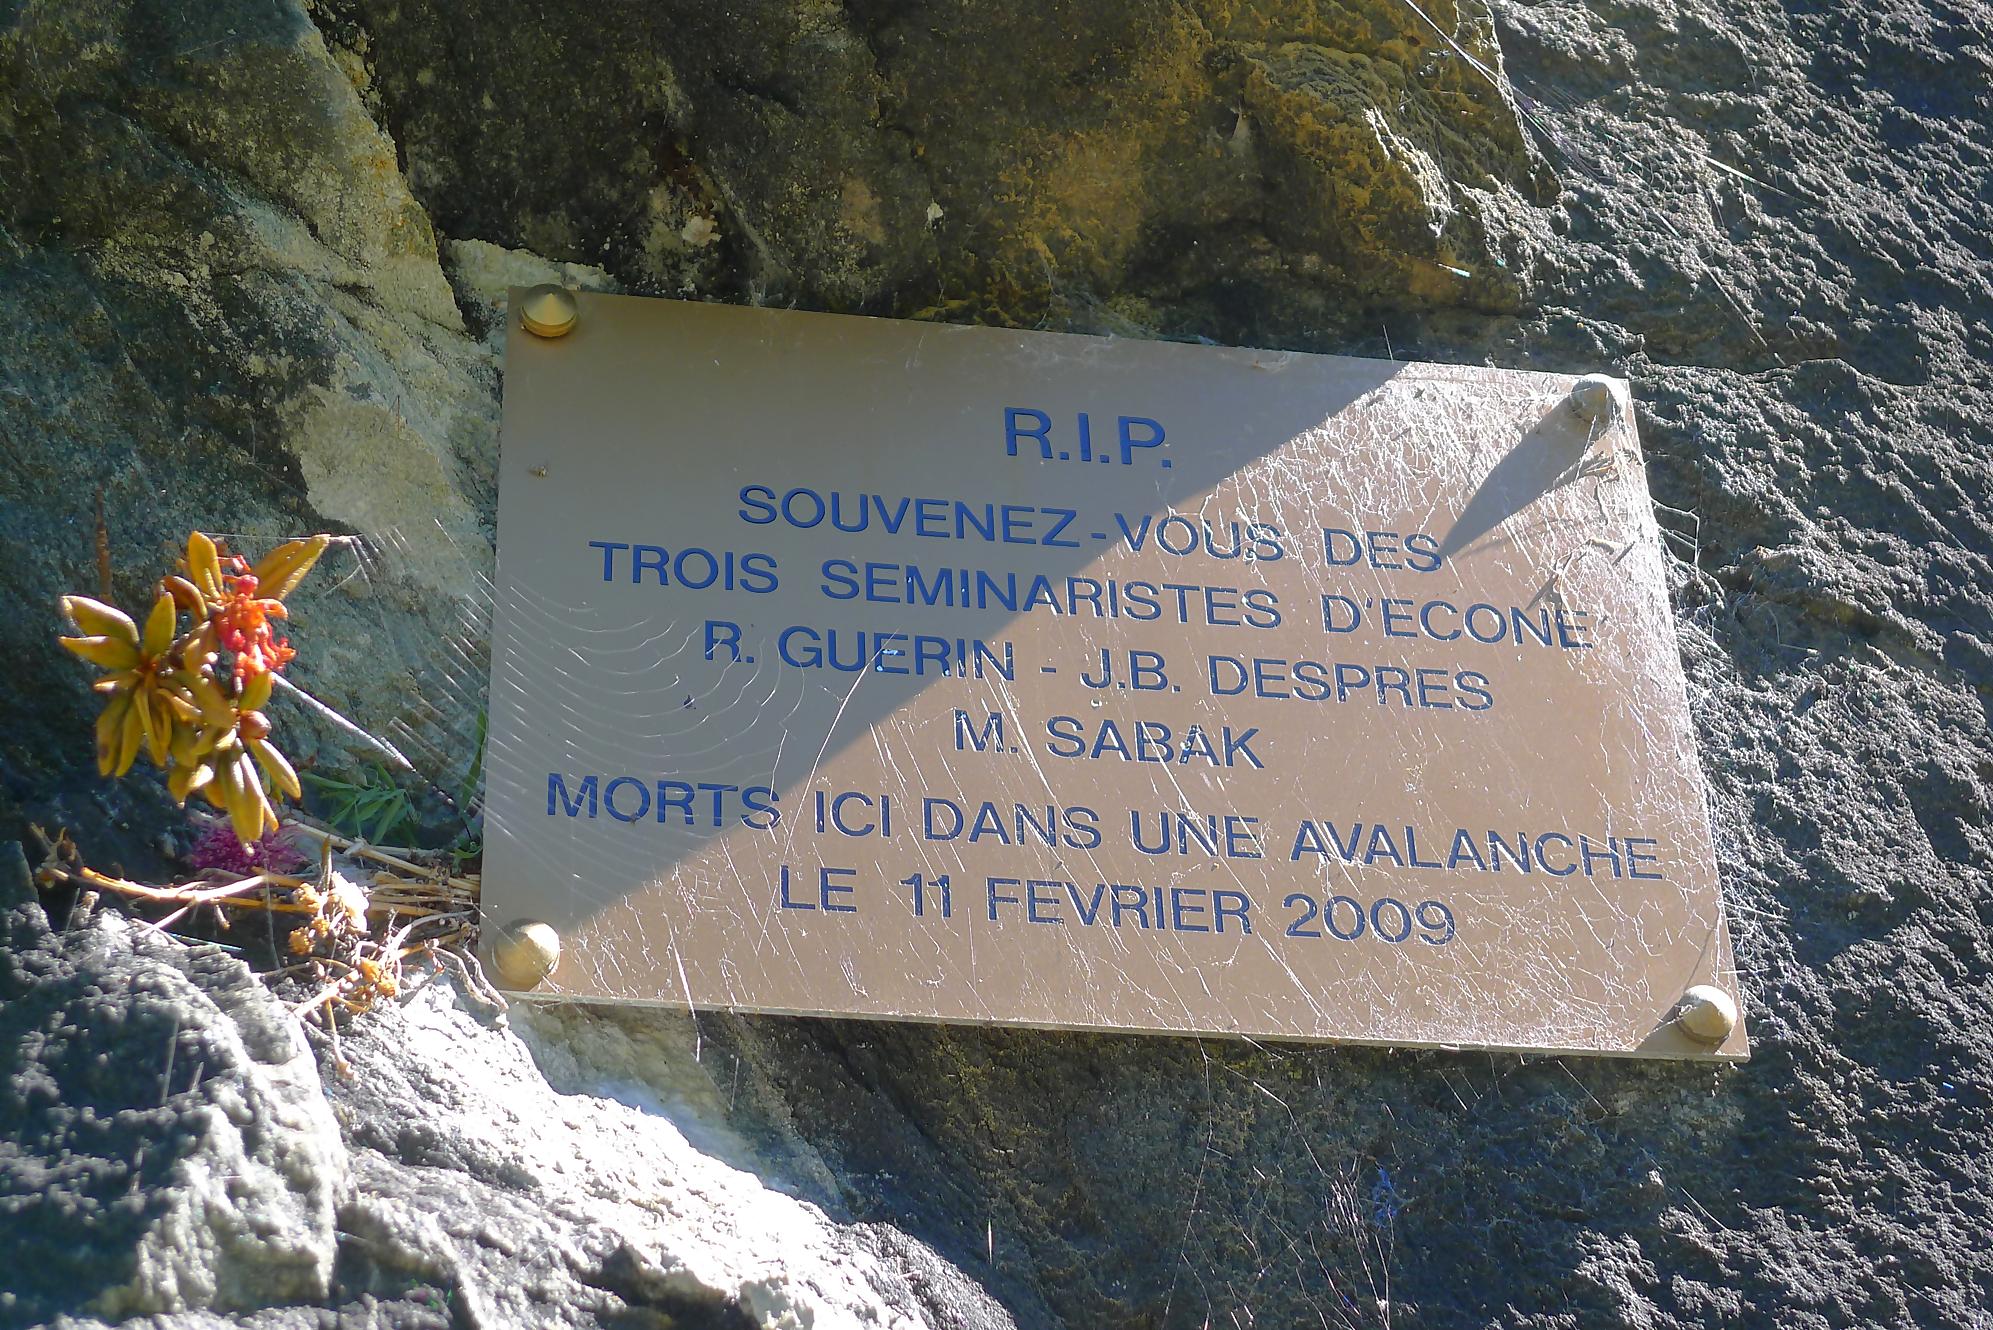 R.I.P.
SOUVENEZ-VOUS DES
TROIS SEMINARISTES D'ECONE
R. GUERIN - J.B. DESPRES
M. SABAK
MORTS ICI DANS UNE AVALANCHE
LE 11 FEVRIER 2009